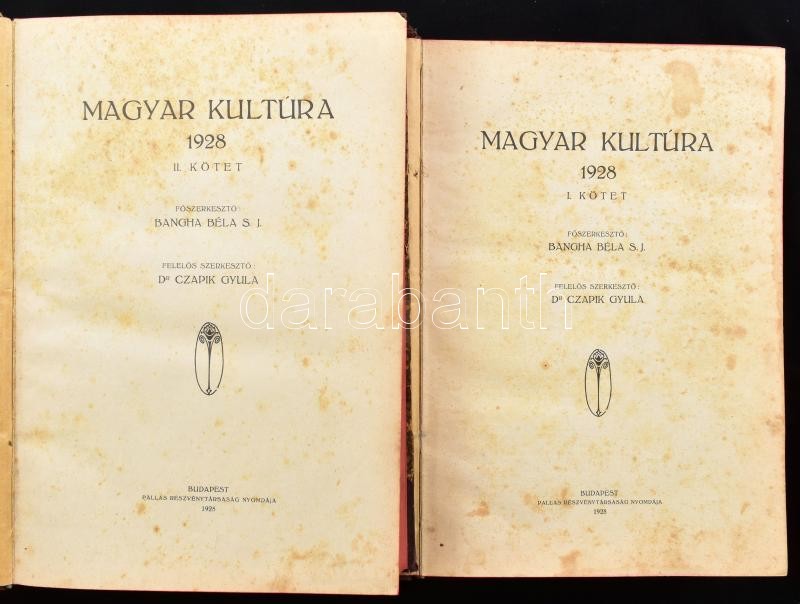 MAGYAR KULTÚRA
1928
II. KÖTET
FŐSZERKESZTŐ:
BANGHA BÉLA S. J.
FELELŐS SZERKESZTŐ:
DR CZAPIK GYULA
BUDAPEST
PALLAS RÉSZVÉNYTÁRSASÁG NYOMDÁJA
1928
MAGYAR KULTÚRA
1928
I. KÖTET
FŐSZERKESZTŐ:
BANGHA BÉLA S. J.
FELELŐS SZERKESZTŐ:
DR CZAPIK GYULA
BUDAPEST
PALLAS RÉSZVÉNYTÁRSASÁG NYOMDÁJA
1928
darabanth